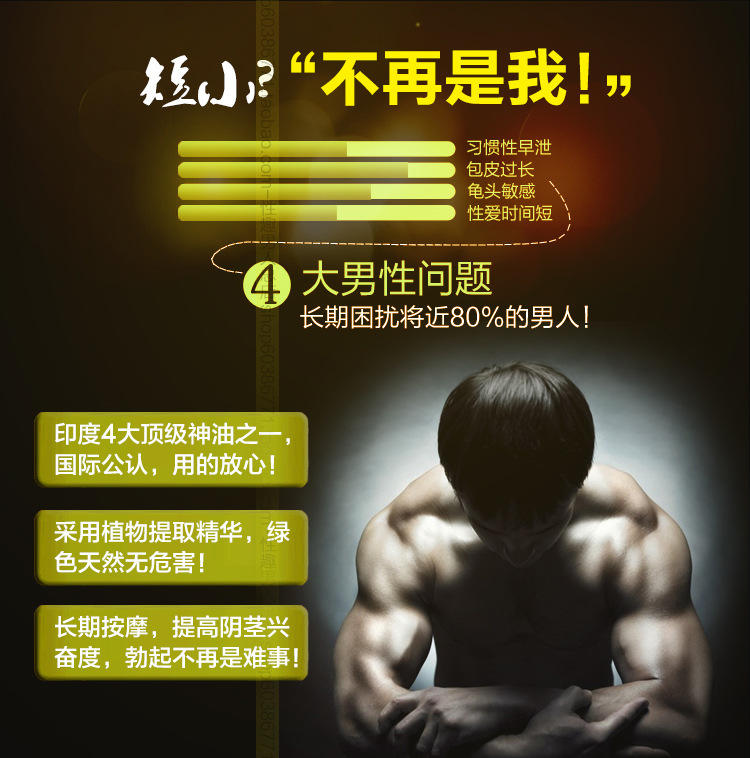 短小？“不再是我！”
习惯性早泄
包皮过长
龟头敏感
性爱时间短
4 大男性问题
长期困扰将近80%的男人！
印度4大顶级神油之一，
国际公认，用的放心！
采用植物提取精华，绿
色天然无危害！
长期按摩，提高阴茎兴
奋度，勃起不再是难事！